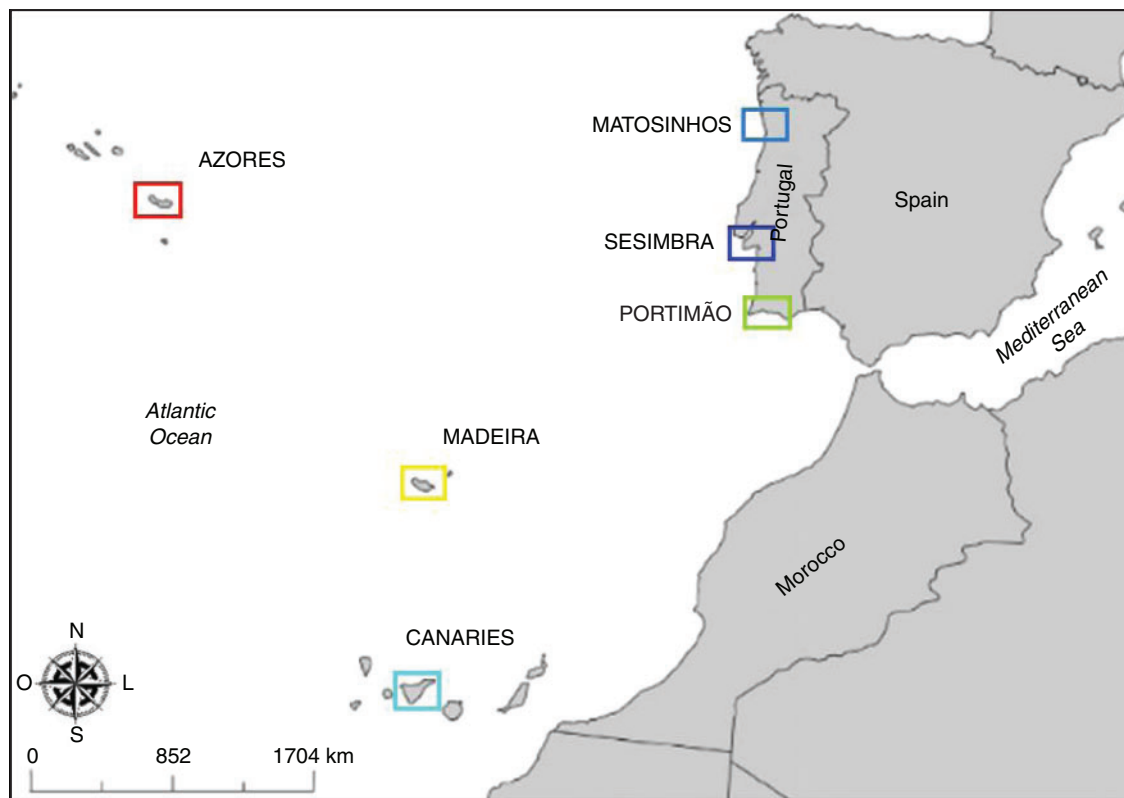 MATOSINHOS
AZORES
Portugal
Spain
SESIMBRA
PORTIMÃO
Mediterranean
Sea
Atlantic
Ocean
MADEIRA
Morocco
CANARIES
N
O
L
S
0 852 1704 km